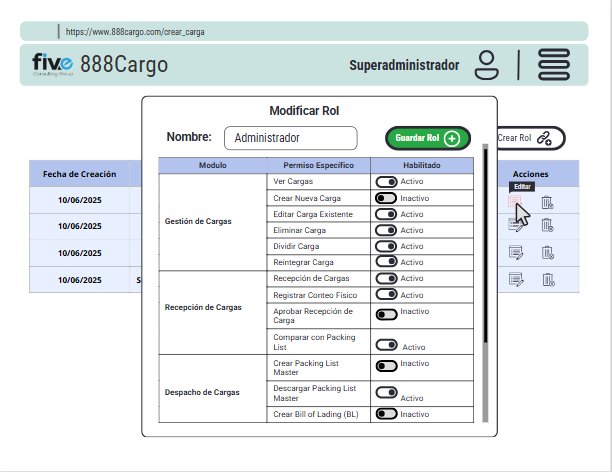 https://www.888cargo.com/crear_carga
five
Consulting Group
888Cargo
Superadministrador
Modificar Rol
Nombre:
Administrador
Guardar Rol
Crear Rol
Fecha de Creación
Acciones
Editar
10/06/2025
10/06/2025
10/06/2025
10/06/2025
S
Modulo
Permiso Específico
Habilitado
Gestión de Cargas
Ver Cargas
Activo
Crear Nueva Carga
Inactivo
Editar Carga Existente
Activo
Eliminar Carga
Activo
Dividir Carga
Activo
Reintegrar Carga
Activo
Recepción de Cargas
Recepción de Cargas
Activo
Registrar Conteo Físico
Activo
Aprobar Recepción de
Carga
Inactivo
Comparar con Packing
List
Activo
Despacho de Cargas
Crear Packing List
Master
Inactivo
Descargar Packing List
Master
Activo
Crear Bill of Lading (BL)
Inactivo